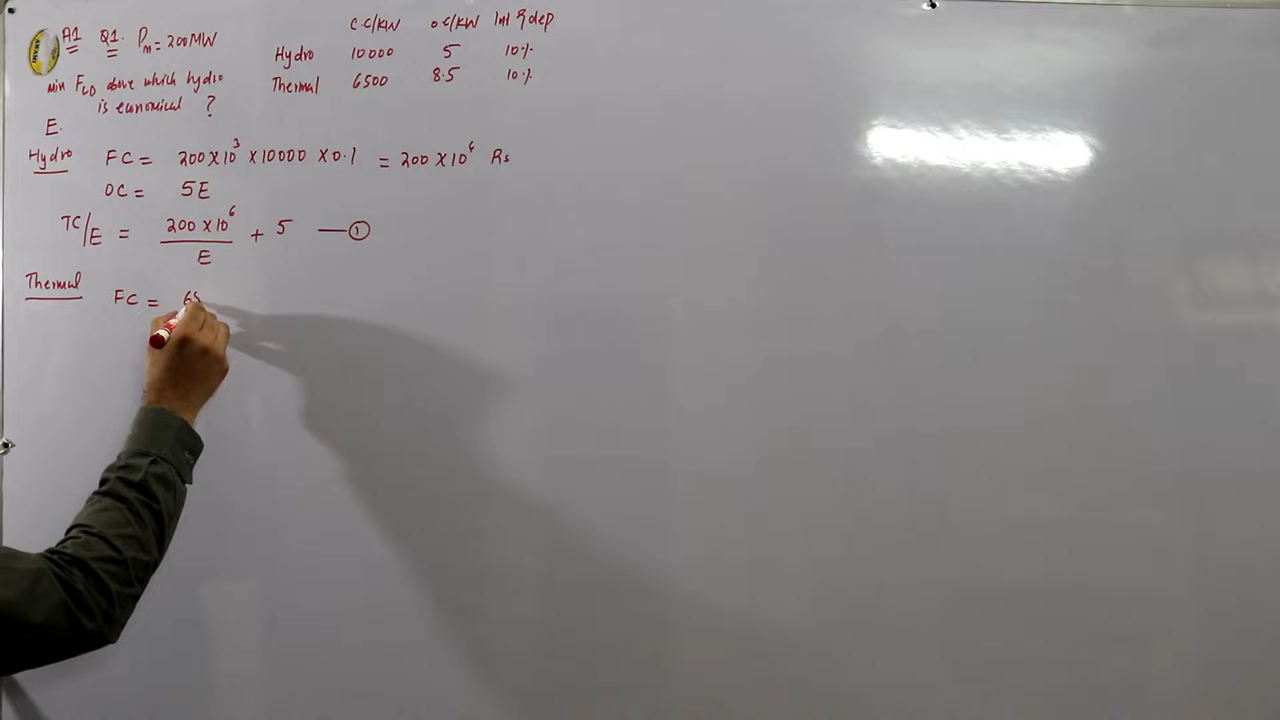 A1 Q1. Pm = 200MW
min FLD above which hydro
is economical ?
C.C/KW O.C/KW Int & dep
Hydro 10000 5 10%
Thermal 6500 8.5 10%
E.
Hydro FC = 200×10³ ×10000 ×0.1 = 200×10⁶ Rs
OC = 5E
TC/E = 200×10⁶/E + 5 —①
Thermal FC = 65